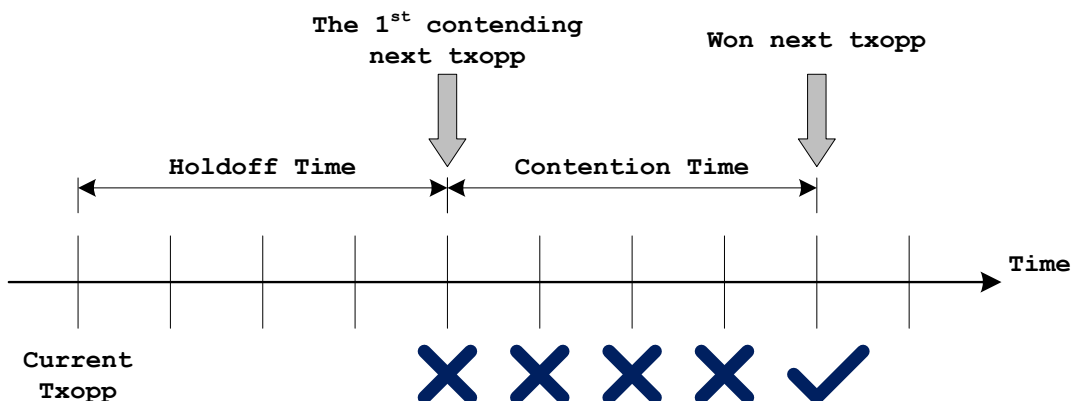 The 1st contending
next txopp
Won next txopp
Holdoff Time
Contention Time
Time
Current
Txopp